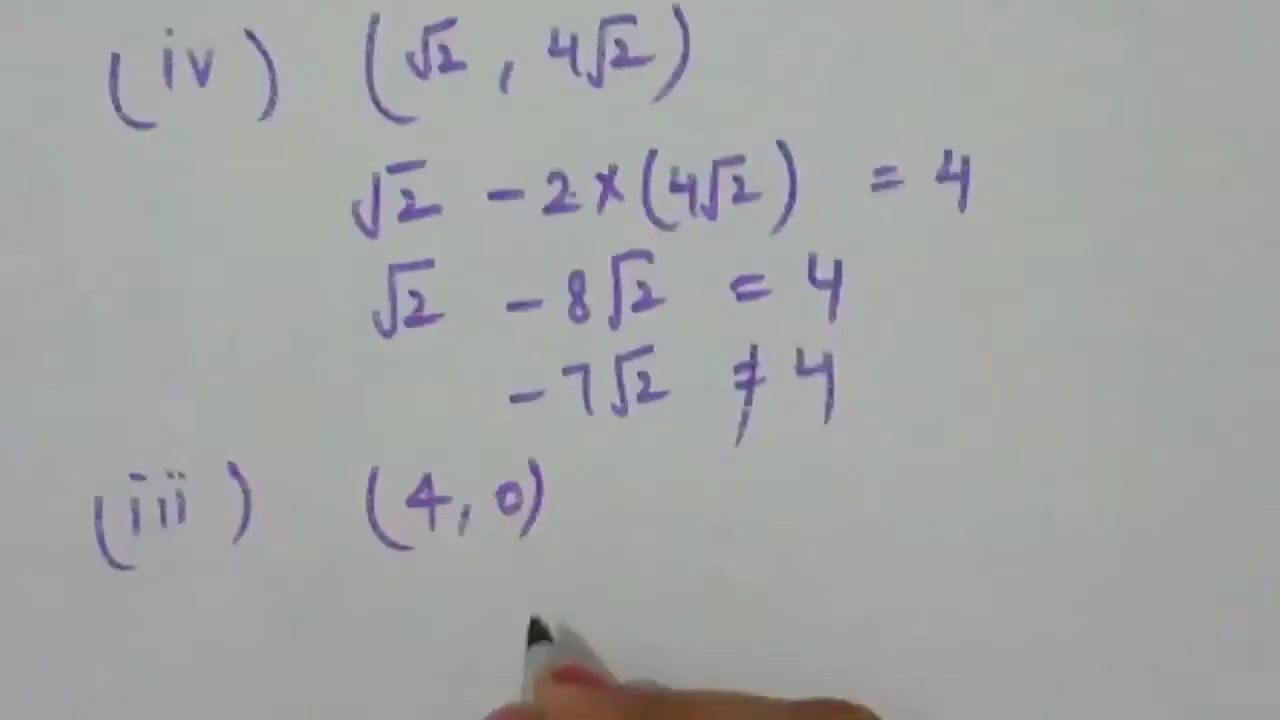 (iv) (√2, 4√2)
√2 - 2×(4√2) = 4
√2 - 8√2 = 4
- 7√2 ≠ 4
(iii) (4, 0)